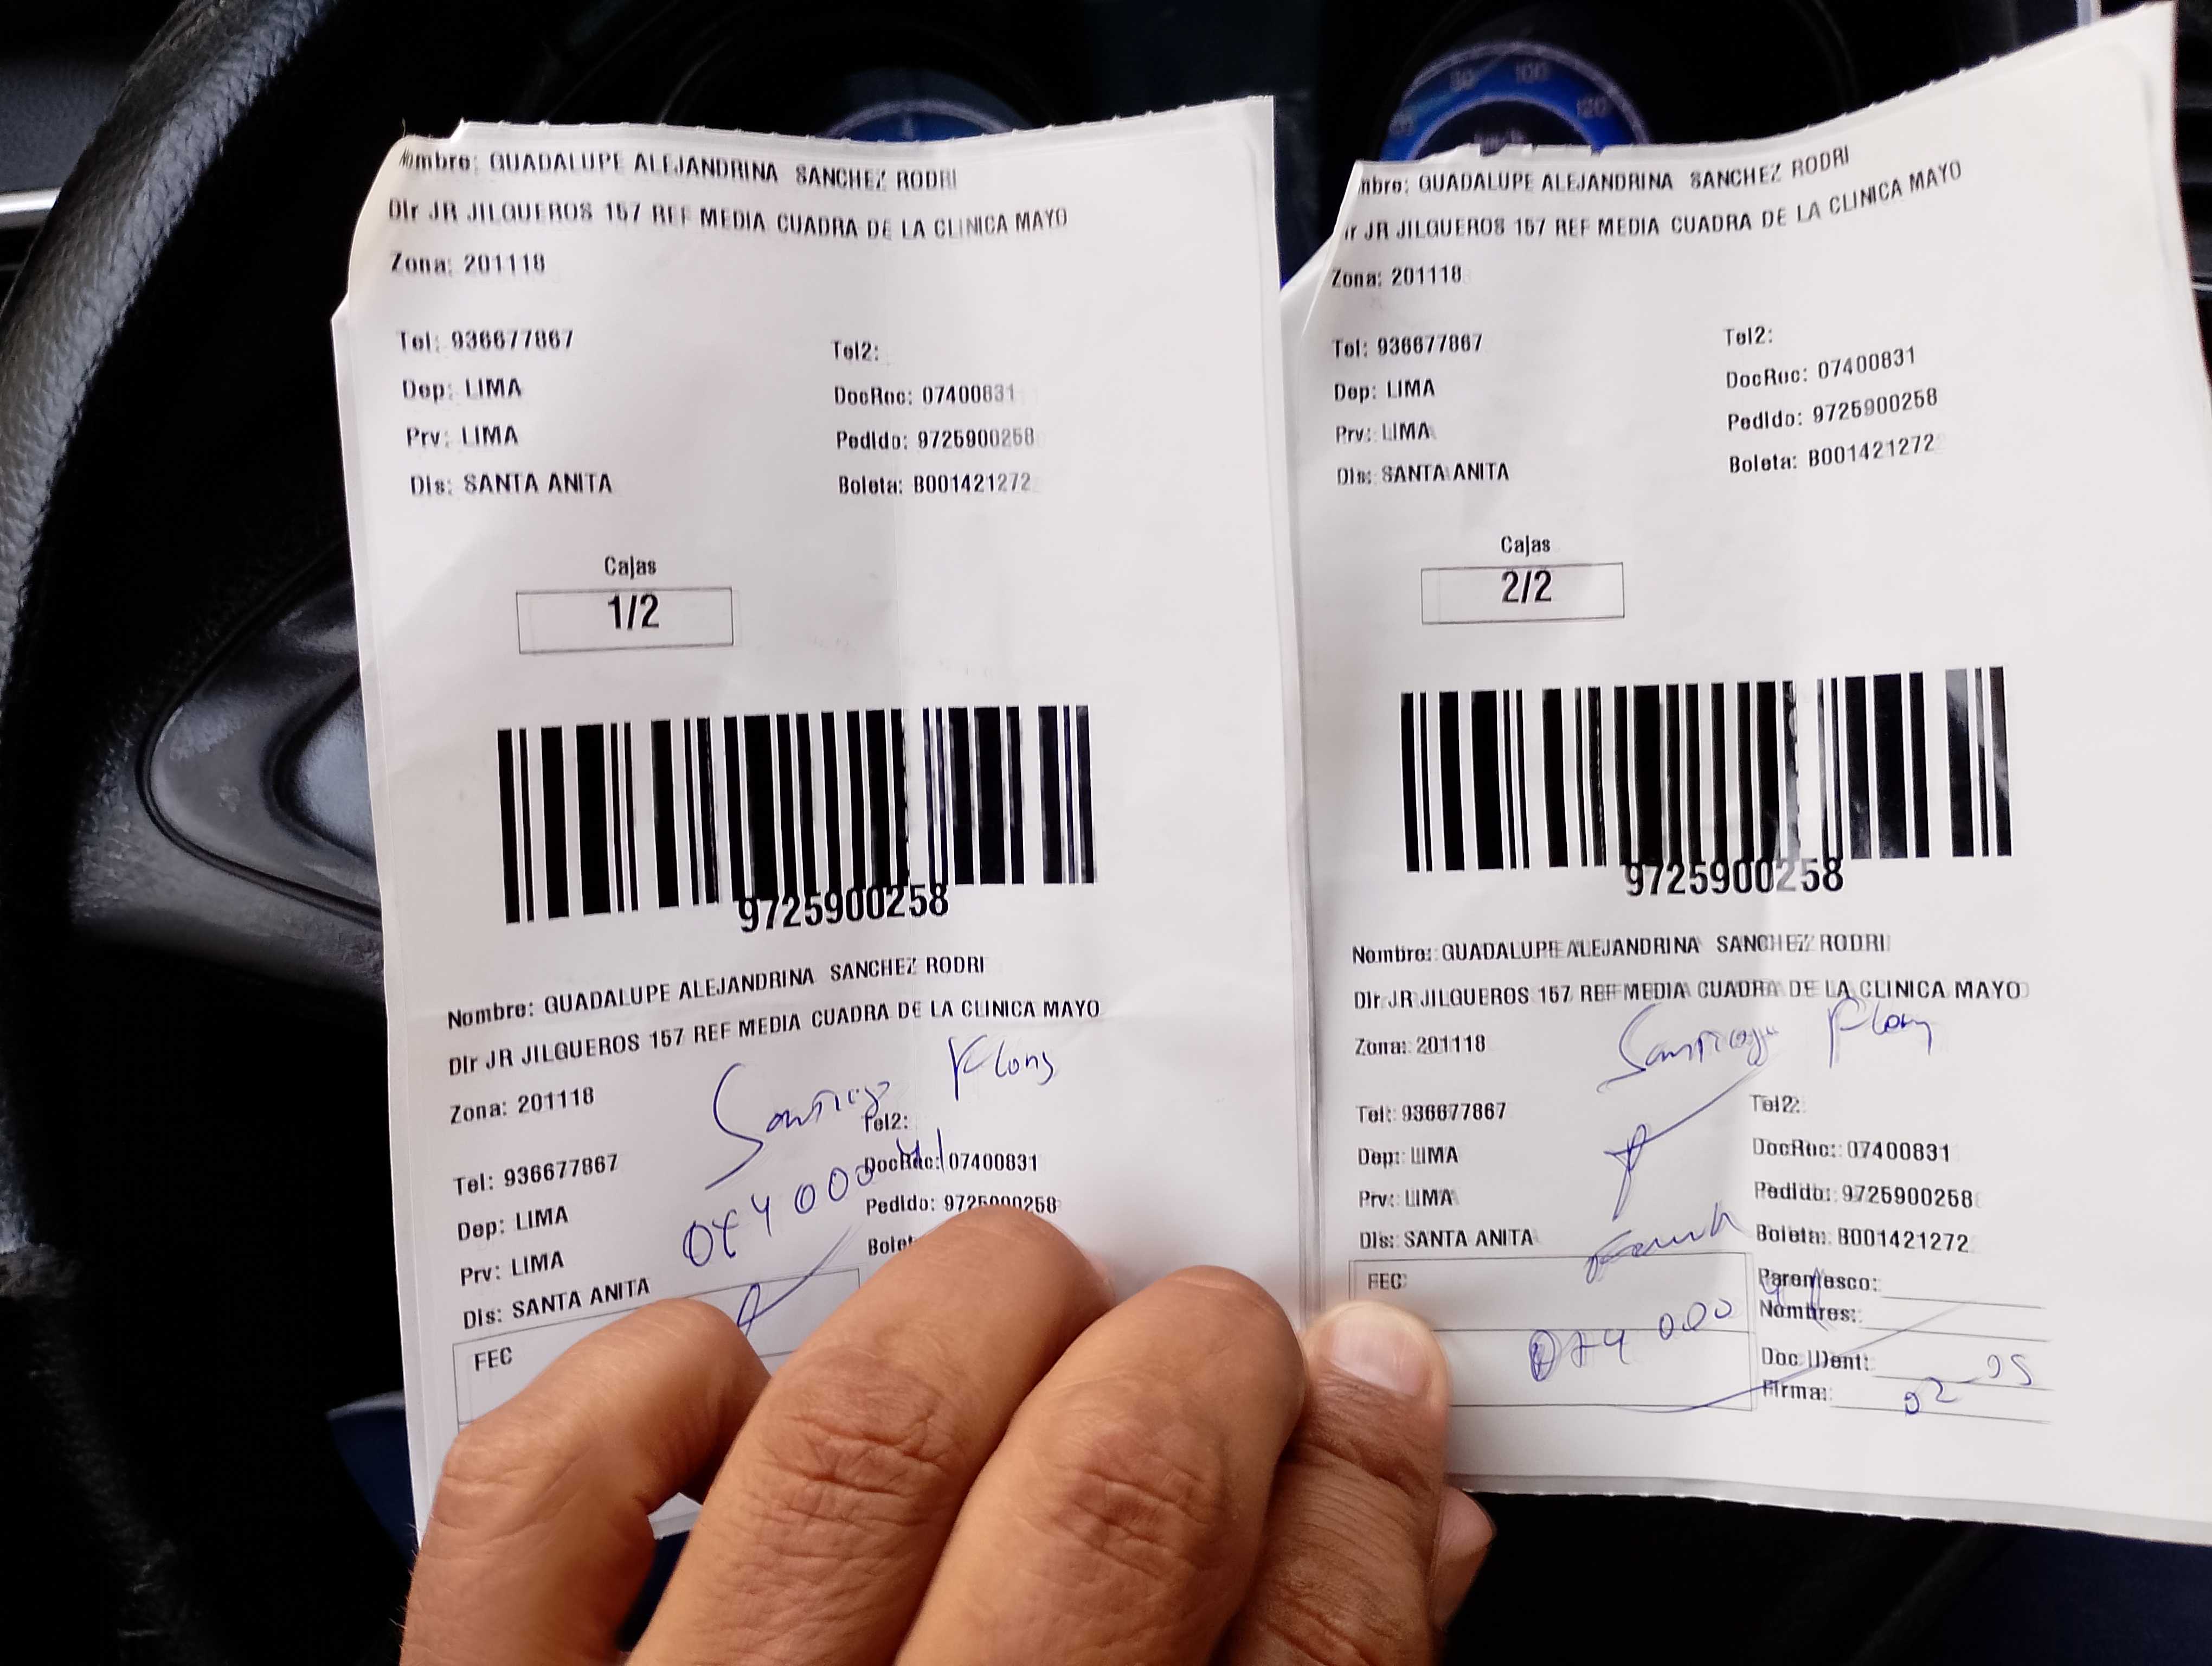 Nombre: GUADALUPE ALEJANDRINA SANCHEZ RODRI
Dir JR JILGUEROS 157 REF MEDIA CUADRA DE LA CLINICA MAYO
Zona: 201118
Tel: 936677867
Tel2:
Dep: LIMA
DocRec: 07400831
Prv: LIMA
Pedido: 9725900258
Dis: SANTA ANITA
Boleta: B001421272
Cajas
1/2
9725900258
Nombre: GUADALUPE ALEJANDRINA SANCHEZ RODRI
Dir JR JILGUEROS 157 REF MEDIA CUADRA DE LA CLINICA MAYO
Zona: 201118
Santiago
Tel2:
Tel: 936677867
DocRec: 07400831
Dep: LIMA
Pedido: 9725900258
Prv: LIMA
Dis: SANTA ANITA
FEC
mbre: GUADALUPE ALEJANDRINA SANCHEZ RODRI
ir JR JILGUEROS 157 REF MEDIA CUADRA DE LA CLINICA MAYO
Zona: 201118
Tel: 936677867
Tel2:
Dep: LIMA
DocRec: 07400831
Prv: LIMA
Pedido: 9725900258
Dis: SANTA ANITA
Boleta: B001421272
Cajas
2/2
9725900258
Nombre: GUADALUPE ALEJANDRINA SANCHEZ RODRI
Dir JR JILGUEROS 157 REF MEDIA CUADRA DE LA CLINICA MAYO
Zona: 201118
Santiago
Tel: 936677867
Tel2:
Dep: LIMA
DocRec: 07400831
Prv: LIMA
Pedido: 9725900258
Dis: SANTA ANITA
Boleta: B001421272
FEC
Parentesco:
Nombres:
Doc Ident:
Firma:
80 100 120